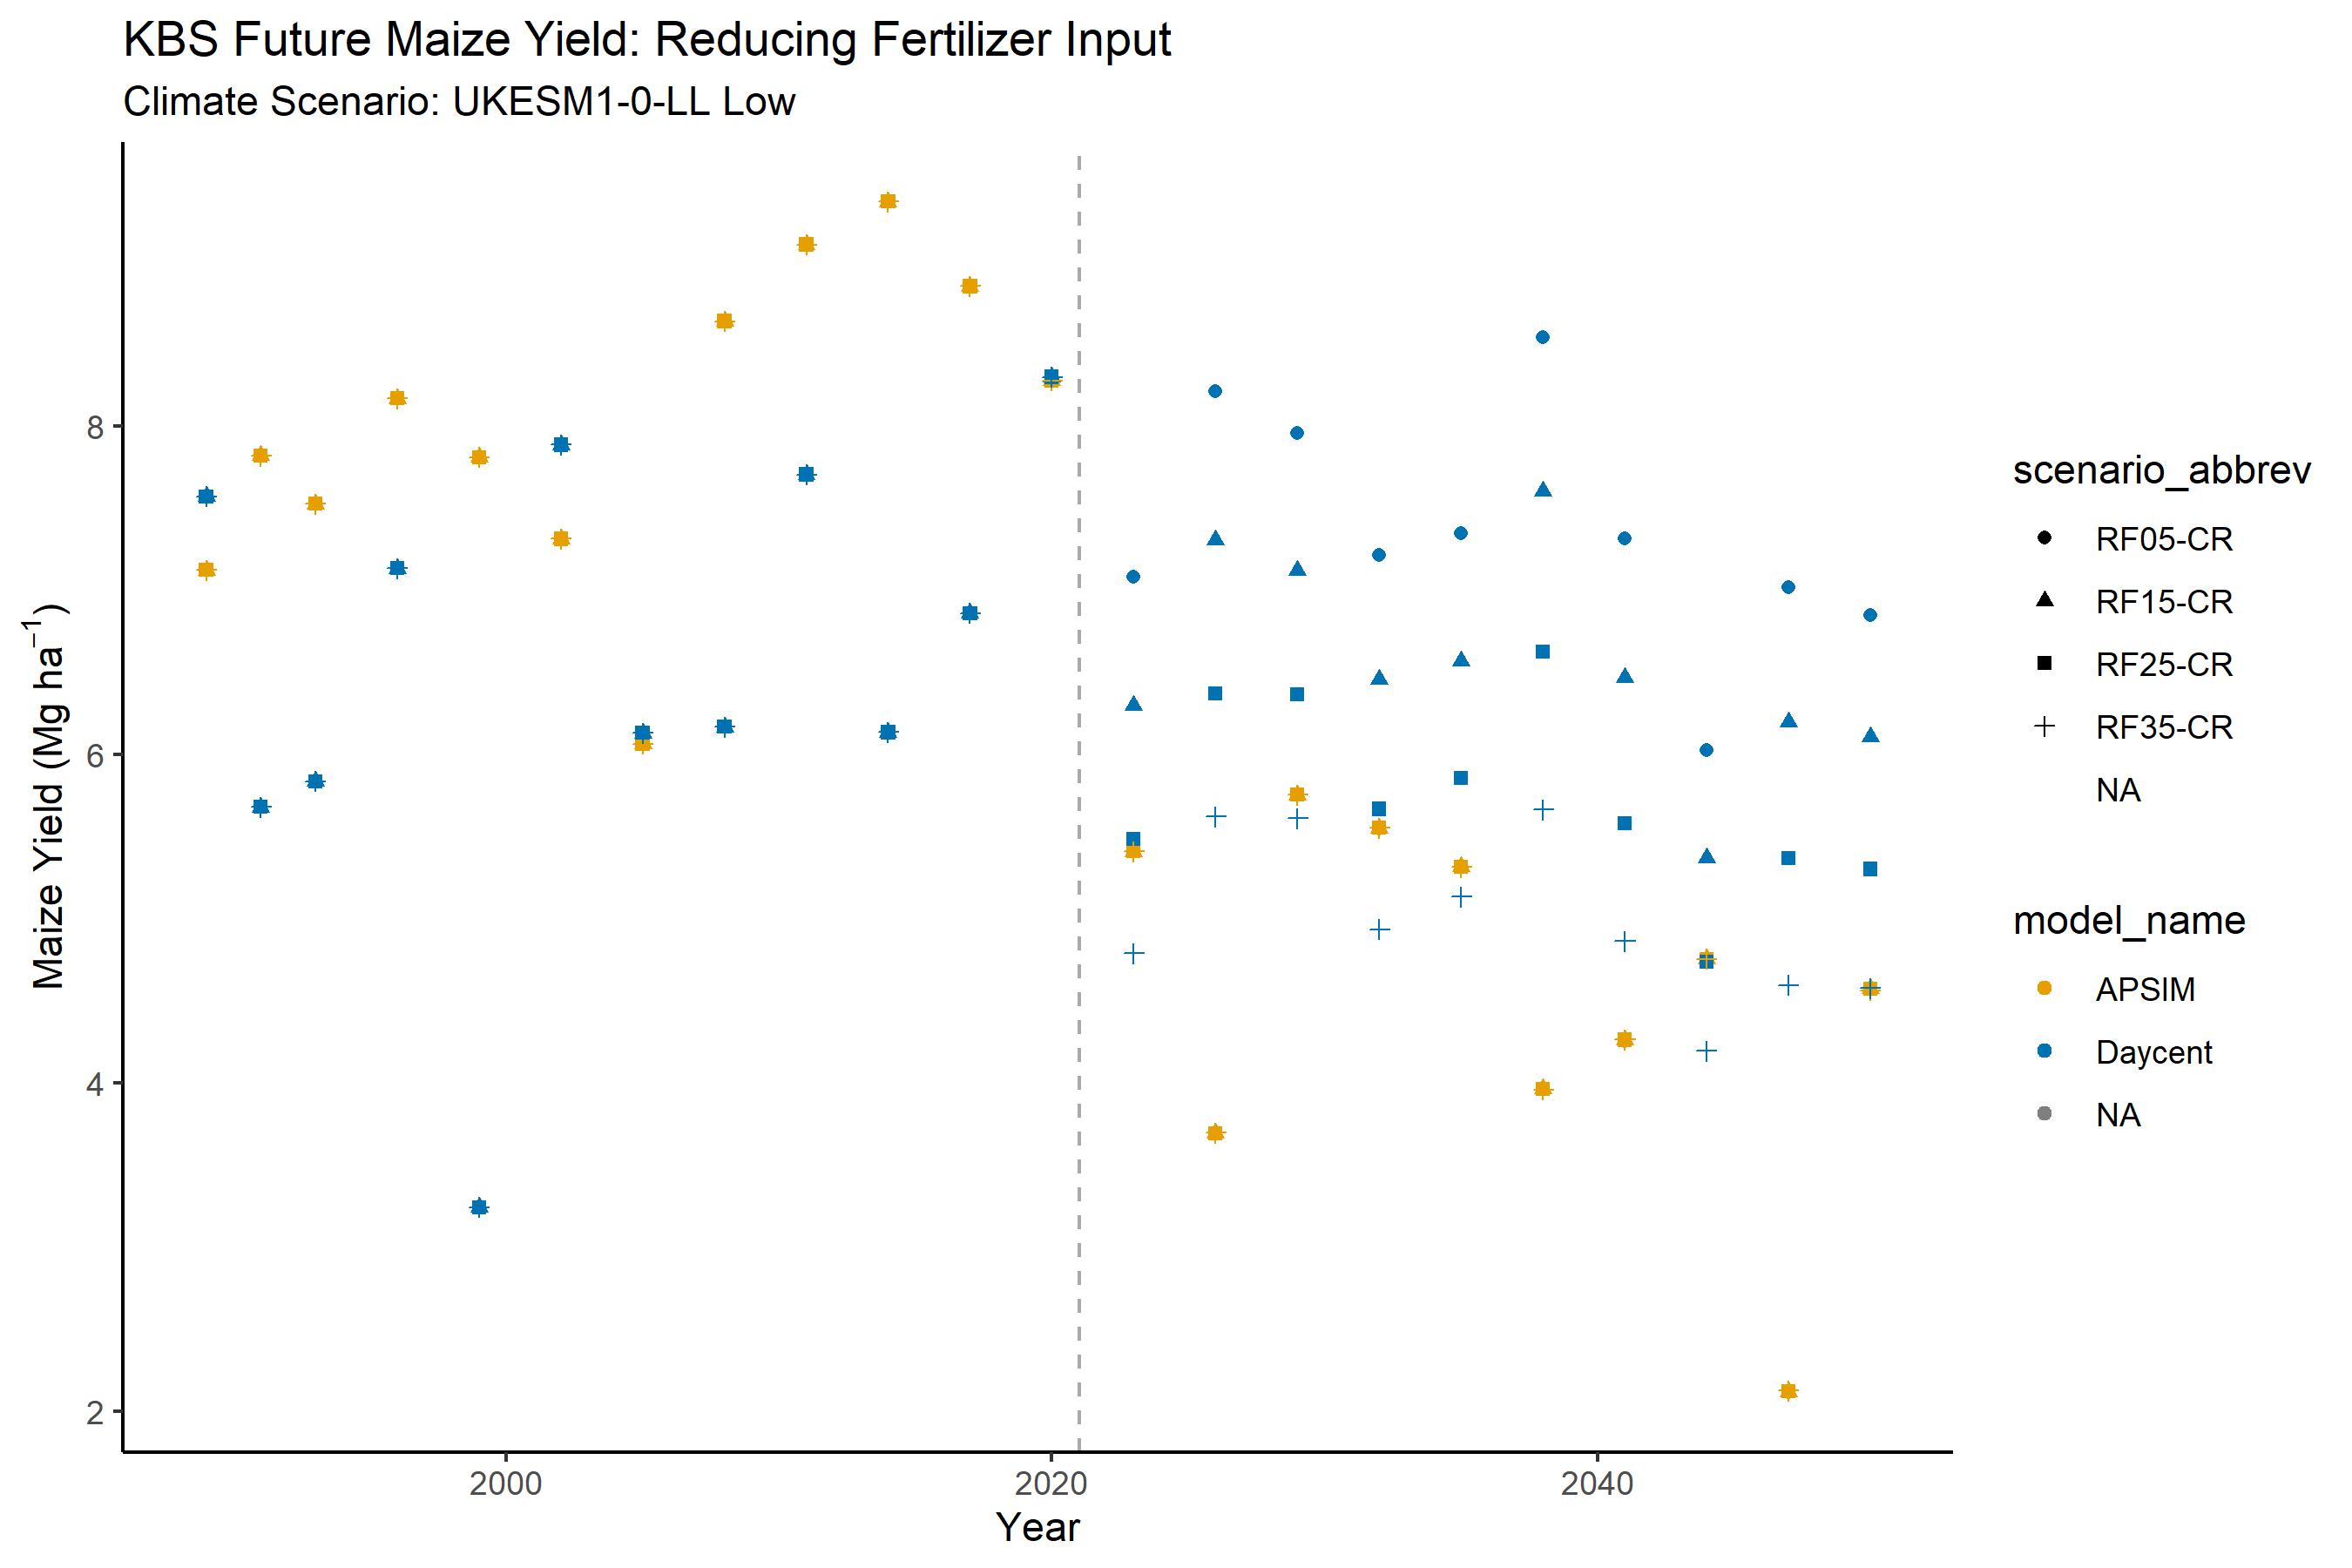 KBS Future Maize Yield: Reducing Fertilizer Input
Climate Scenario: UKESM1-0-LL Low
Maize Yield (Mg ha⁻¹)
8
6
4
2
2000
2020
2040
Year
scenario_abbrev
RF05-CR
RF15-CR
RF25-CR
RF35-CR
NA
model_name
APSIM
Daycent
NA